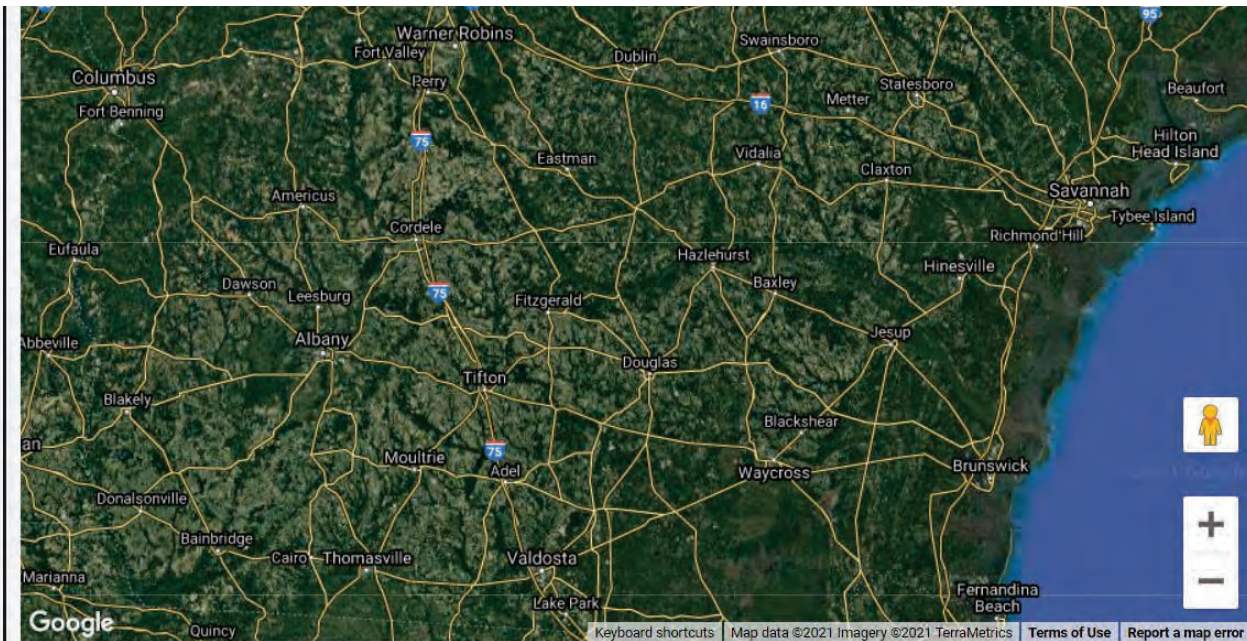 95
Warner Robins
Fort Valley
Dublin
Swainsboro
Columbus
Perry
Statesboro
Beaufort
Fort Benning
16
Metter
75
Hilton
Head Island
Eastman
Vidalia
Claxton
Americus
Savannah
Tybee Island
Cordele
Richmond Hill
Eufaula
Hazlehurst
Hinesville
Dawson
Leesburg
75
Fitzgerald
Baxley
Abbeville
Albany
Jesup
Douglas
Tifton
Blakely
Blackshear
an
75
Moultrie
Adel
Waycross
Brunswick
Donalsonville
Bainbridge
Cairo
Thomasville
Valdosta
Marianna
Fernandina
Beach
Lake Park
Google
Quincy
Keyboard shortcuts
Map data ©2021 Imagery ©2021 TerraMetrics
Terms of Use
Report a map error